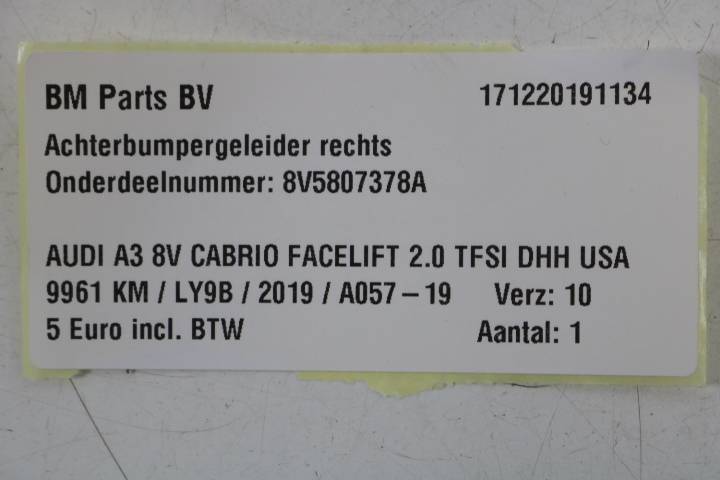 BM Parts BV 171220191134
Achterbumpergeleider rechts
Onderdeelnummer: 8V5807378A
AUDI A3 8V CABRIO FACELIFT 2.0 TFSI DHH USA
9961 KM / LY9B / 2019 / A057-19 Verz: 10
5 Euro incl. BTW Aantal: 1